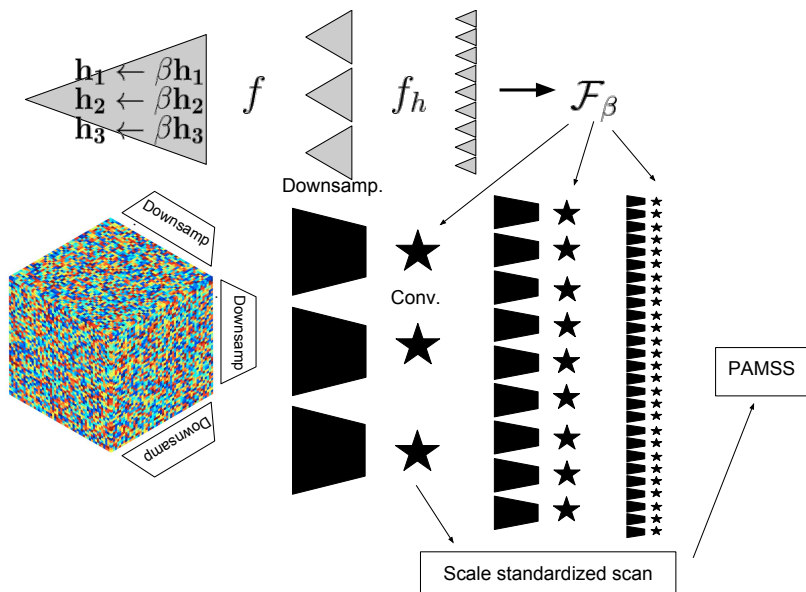 h₁ ← βh₁
h₂ ← βh₂
h₃ ← βh₃
f
f_h
F_β
Downsamp.
Downsamp
Downsamp
Downsamp
Conv.
PAMSS
Scale standardized scan